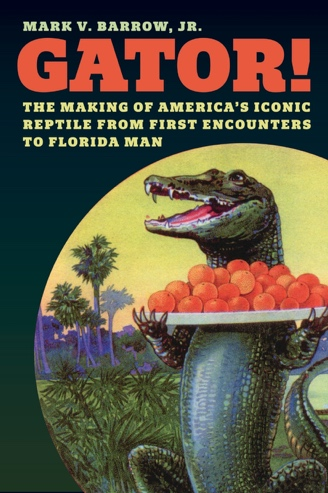 MARK V. BARROW, JR.
GATOR!
THE MAKING OF AMERICA'S ICONIC
REPTILE FROM FIRST ENCOUNTERS
TO FLORIDA MAN